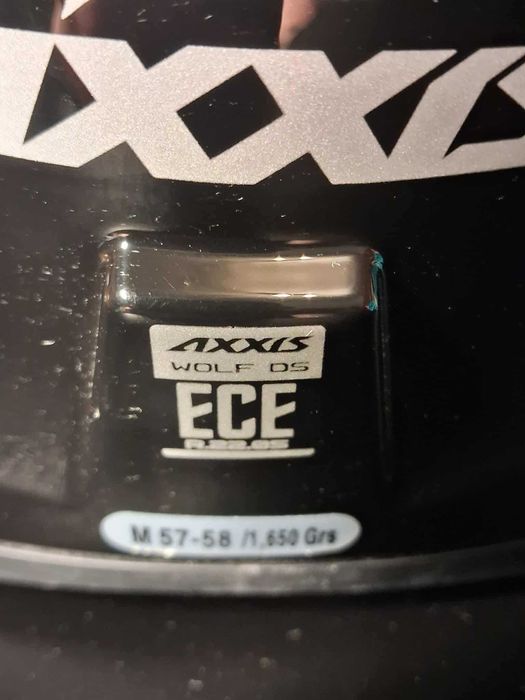 AXXIS
AXXIS
WOLF DS
ECE
R.22.05
M 57-58 /1,650 Grs